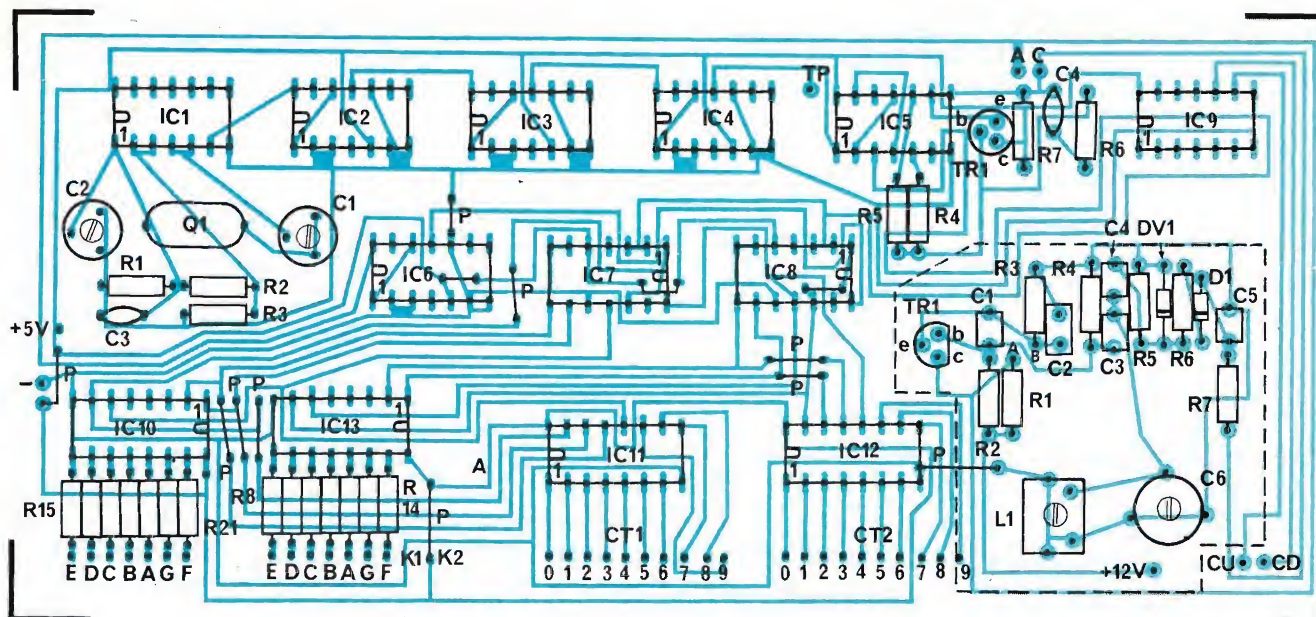 A C
TP
C4
e
1 IC1
1 IC2
1 IC3
1 IC4
1 IC5
b
c
TR1
R7
R6
1 IC9
C2
Q1
C1
P
R5
R4
R1
R2
R3
C3
IC6
1
IC7
IC8
C4 DV1
R3
R4
D1
C5
TR1
C1
b
e
c
A
B
C2
C3
R5
R6
+5V
P
P
−
P
P P
IC10
1
IC13
1
P
A
1 IC11
1 IC12
P
R1
R2
R7
R15
R21
R8
R
14
P
L1
C6
CT1
CT2
E D C B A G F
E D C B A G F
K1 K2
0 1 2 3 4 5 6 7 8 9
0 1 2 3 4 5 6 7 8 9
+12V
CU CD